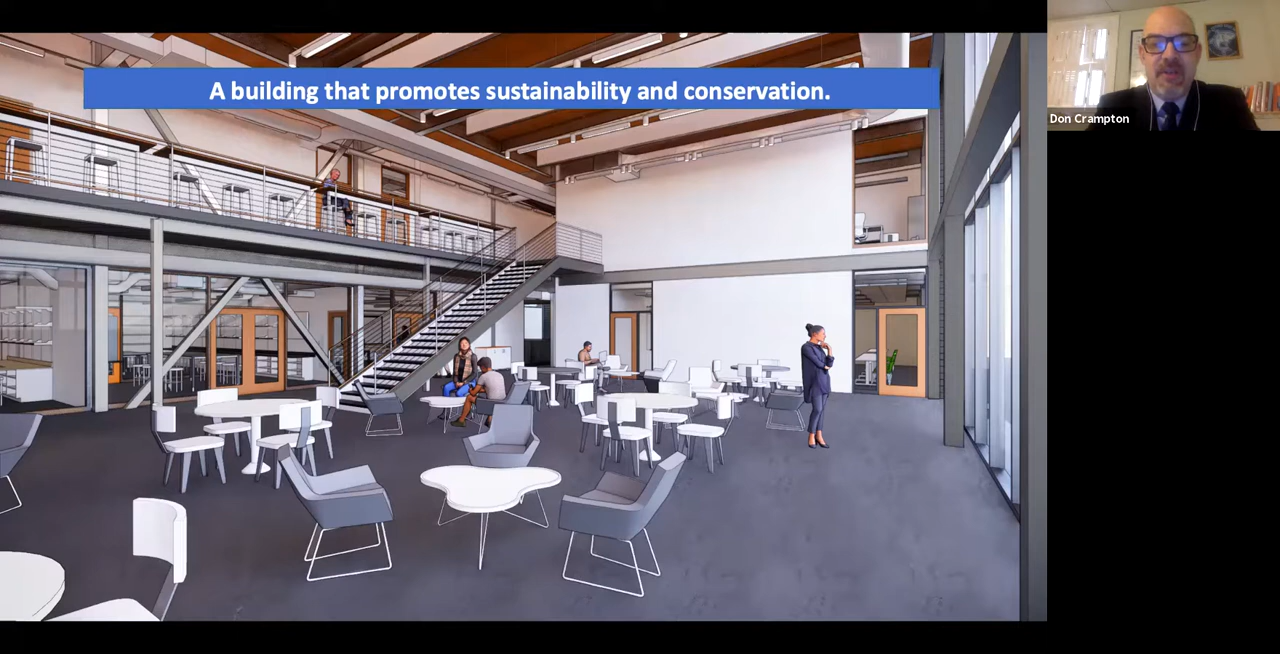 A building that promotes sustainability and conservation.
Don Crampton